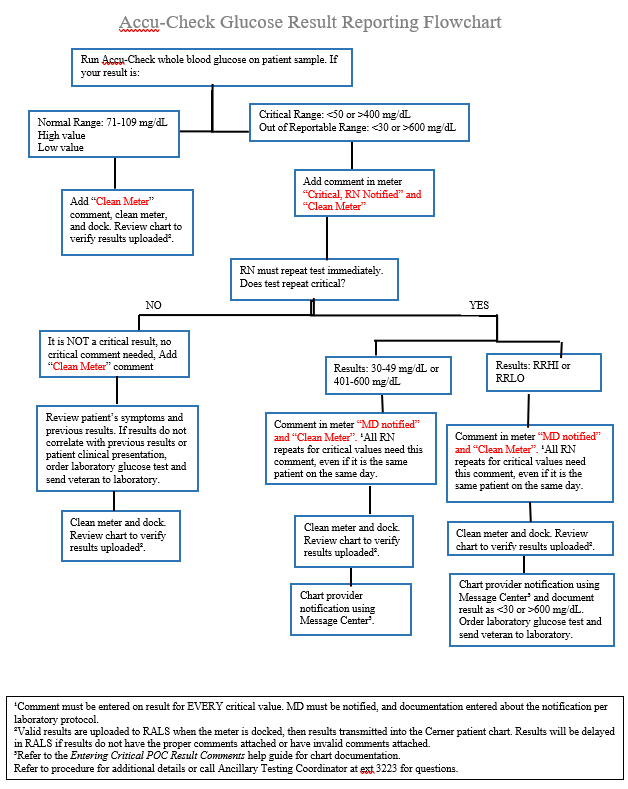 Accu-Check Glucose Result Reporting Flowchart
Run Accu-Check whole blood glucose on patient sample. If
your result is:
Normal Range: 71-109 mg/dL
High value
Low value
Critical Range: <50 or >400 mg/dL
Out of Reportable Range: <30 or >600 mg/dL
Add “Clean Meter”
comment, clean meter,
and dock. Review chart to
verify results uploaded².
Add comment in meter
“Critical, RN Notified” and
“Clean Meter”
RN must repeat test immediately.
Does test repeat critical?
NO
YES
It is NOT a critical result, no
critical comment needed, Add
“Clean Meter” comment
Results: 30-49 mg/dL or
401-600 mg/dL
Results: RRHI or
RRLO
Review patient’s symptoms and
previous results. If results do not
correlate with previous results or
patient clinical presentation,
order laboratory glucose test and
send veteran to laboratory.
Comment in meter “MD notified”
and “Clean Meter”. ¹All RN
repeats for critical values need this
comment, even if it is the same
patient on the same day.
Comment in meter “MD notified”
and “Clean Meter”. ¹All RN
repeats for critical values need
this comment, even if it is the
same patient on the same day.
Clean meter and dock.
Review chart to verify
results uploaded².
Clean meter and dock.
Review chart to verify
results uploaded².
Clean meter and dock. Review
chart to verify results uploaded².
Chart provider
notification using
Message Center³.
Chart provider notification using
Message Center³ and document
result as <30 or >600 mg/dL.
Order laboratory glucose test and
send veteran to laboratory.
¹Comment must be entered on result for EVERY critical value. MD must be notified, and documentation entered about the notification per
laboratory protocol.
²Valid results are uploaded to RALS when the meter is docked, then results transmitted into the Cerner patient chart. Results will be delayed
in RALS if results do not have the proper comments attached or have invalid comments attached.
³Refer to the Entering Critical POC Result Comments help guide for chart documentation.
Refer to procedure for additional details or call Ancillary Testing Coordinator at ext 3223 for questions.